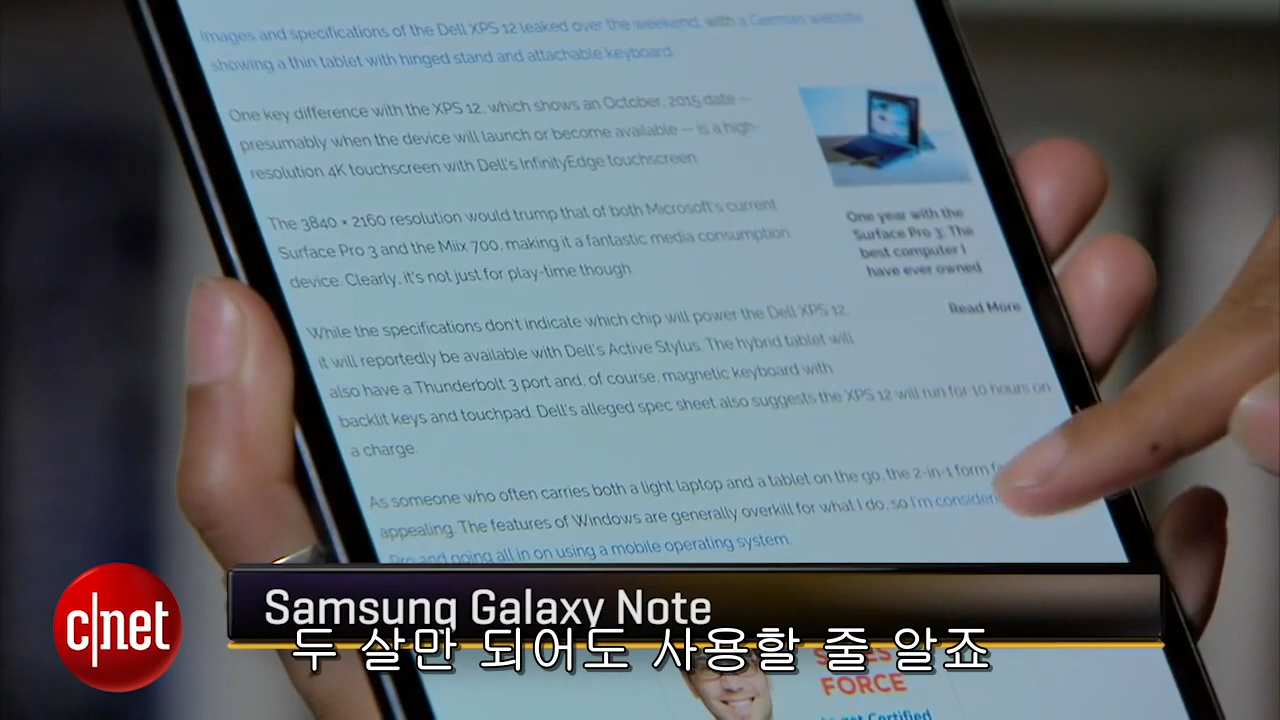 Images and specifications of the Dell XPS 12 leaked over the weekend, with a German website
showing a thin tablet with hinged stand and attachable keyboard.
One key difference with the XPS 12, which shows an October, 2015 date —
presumably when the device will launch or become available — is a high-
resolution 4K touchscreen with Dell's InfinityEdge touchscreen.
The 3840 × 2160 resolution would trump that of both Microsoft's current
Surface Pro 3 and the Miix 700, making it a fantastic media consumption
device. Clearly, it's not just for play-time though.
One year with the
Surface Pro 3: The
best computer I
have ever owned
Read More
While the specifications don't indicate which chip will power the Dell XPS 12,
it will reportedly be available with Dell's Active Stylus. The hybrid tablet will
also have a Thunderbolt 3 port and, of course, magnetic keyboard with
backlit keys and touchpad. Dell's alleged spec sheet also suggests the XPS 12 will run for 10 hours on
a charge.
As someone who often carries both a light laptop and a tablet on the go, the 2-in-1 form
appealing. The features of Windows are generally overkill for what I do, so I'm
Pro and going all in on using a mobile operating system.
c|net
Samsung Galaxy Note
두 살만 되어도 사용할 줄 알죠
FORCE
get Certified